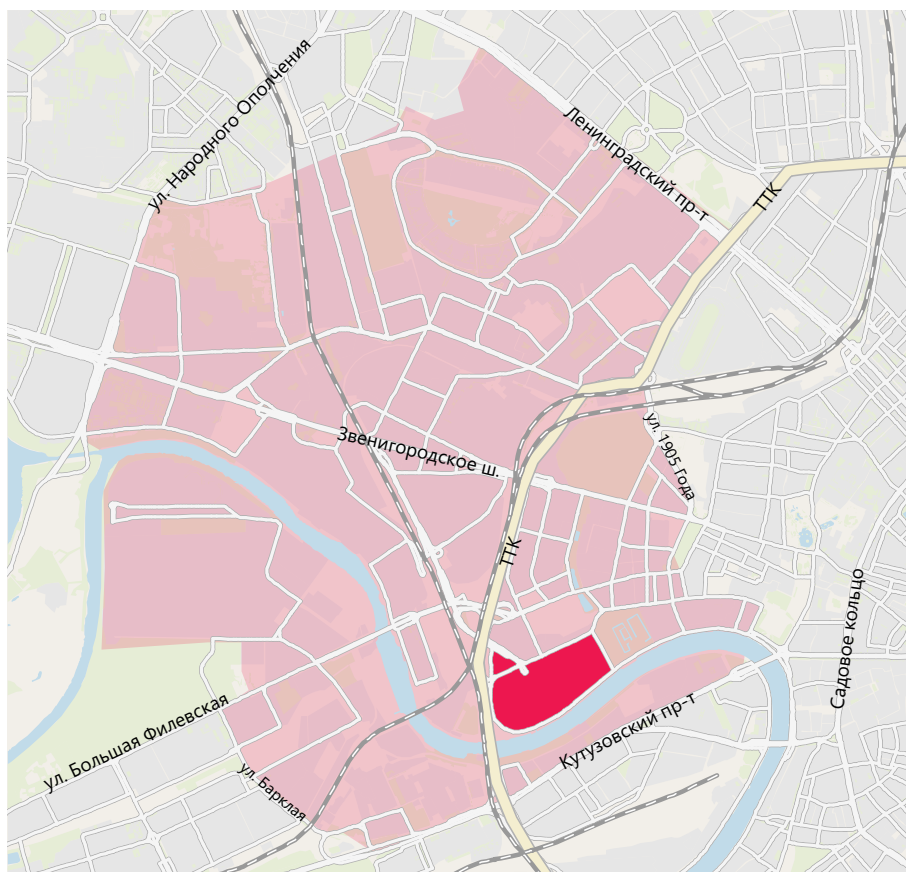 ул. Народного Ополчения
Ленинградский пр-т
ТТК
Звенигородское ш.
ул. 1905 Года
ТТК
Садовое кольцо
ул. Большая Филевская
Кутузовский пр-т
ул. Барклая